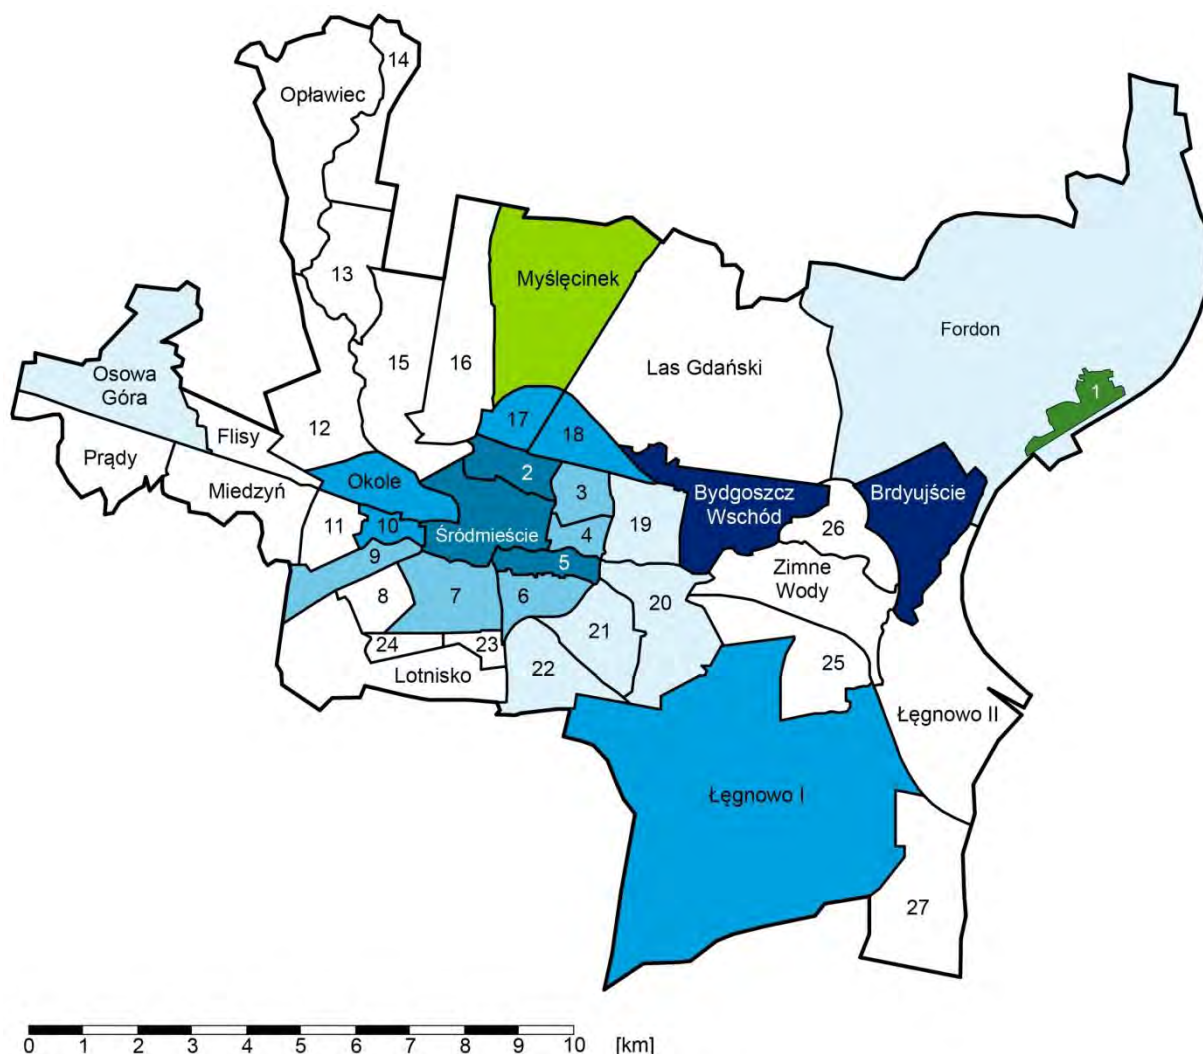 14
Opławiec
13
Myślęcinek
Fordon
15
16
Las Gdański
Osowa
Góra
1
17
12
Flisy
18
Prądy
2
Okole
Miedzyń
3
Bydgoszcz
Wschód
Brdyujście
11
10
Śródmieście
4
19
26
9
5
Zimne
Wody
8
7
6
20
21
24
23
22
25
Lotnisko
Łęgnowo II
Łęgnowo I
27
0 1 2 3 4 5 6 7 8 9 10 [km]